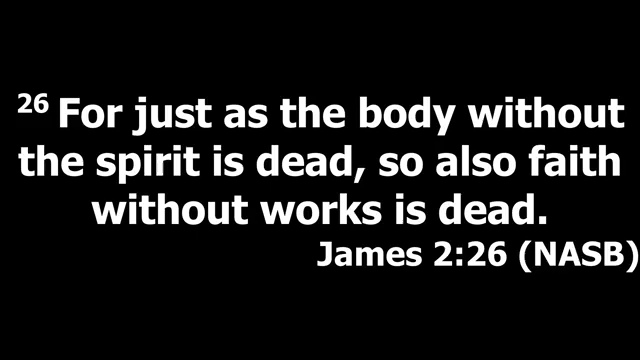 26 For just as the body without
the spirit is dead, so also faith
without works is dead.
James 2:26 (NASB)